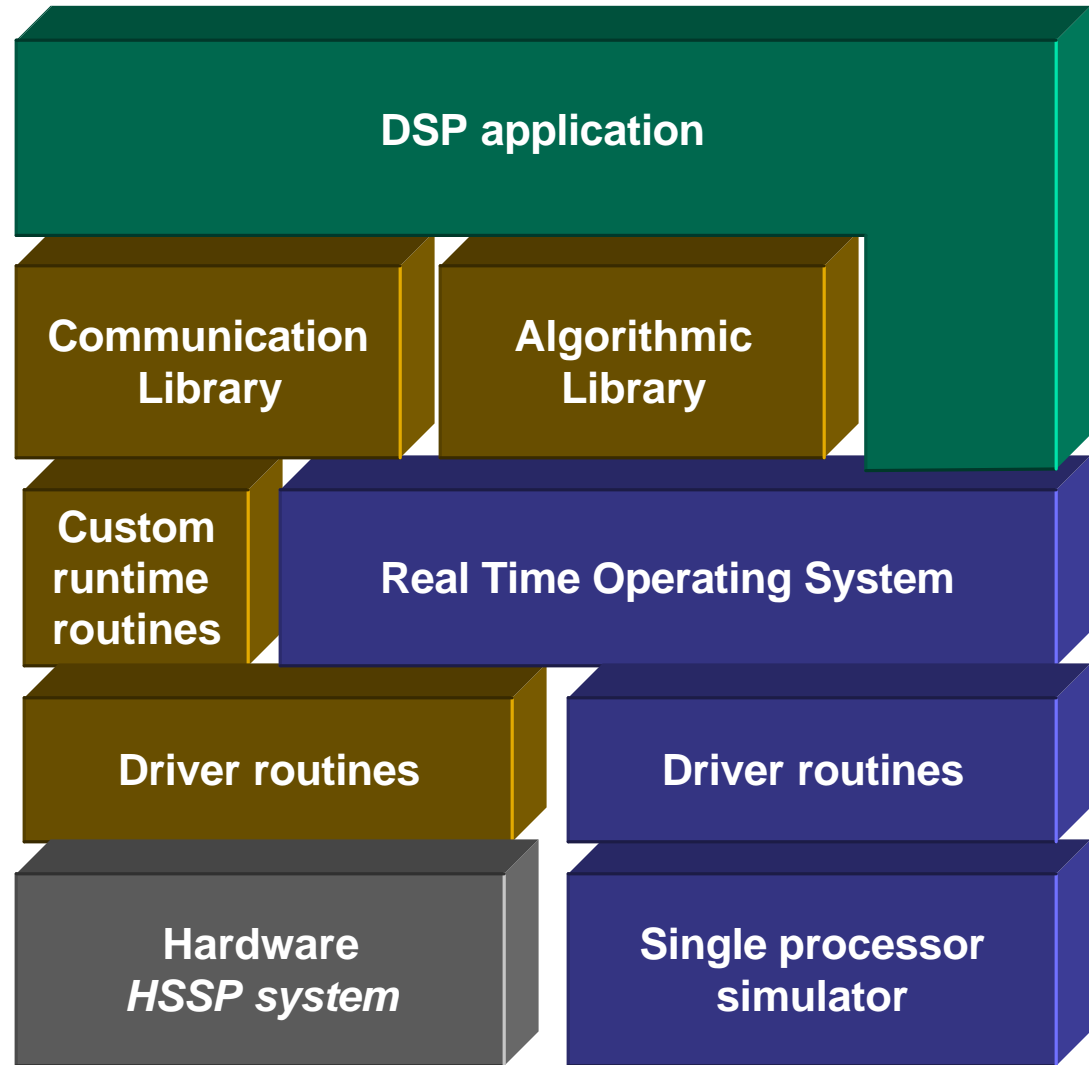 DSP application
Communication
Library
Algorithmic
Library
Custom
runtime
routines
Real Time Operating System
Driver routines
Driver routines
Hardware
HSSP system
Single processor
simulator